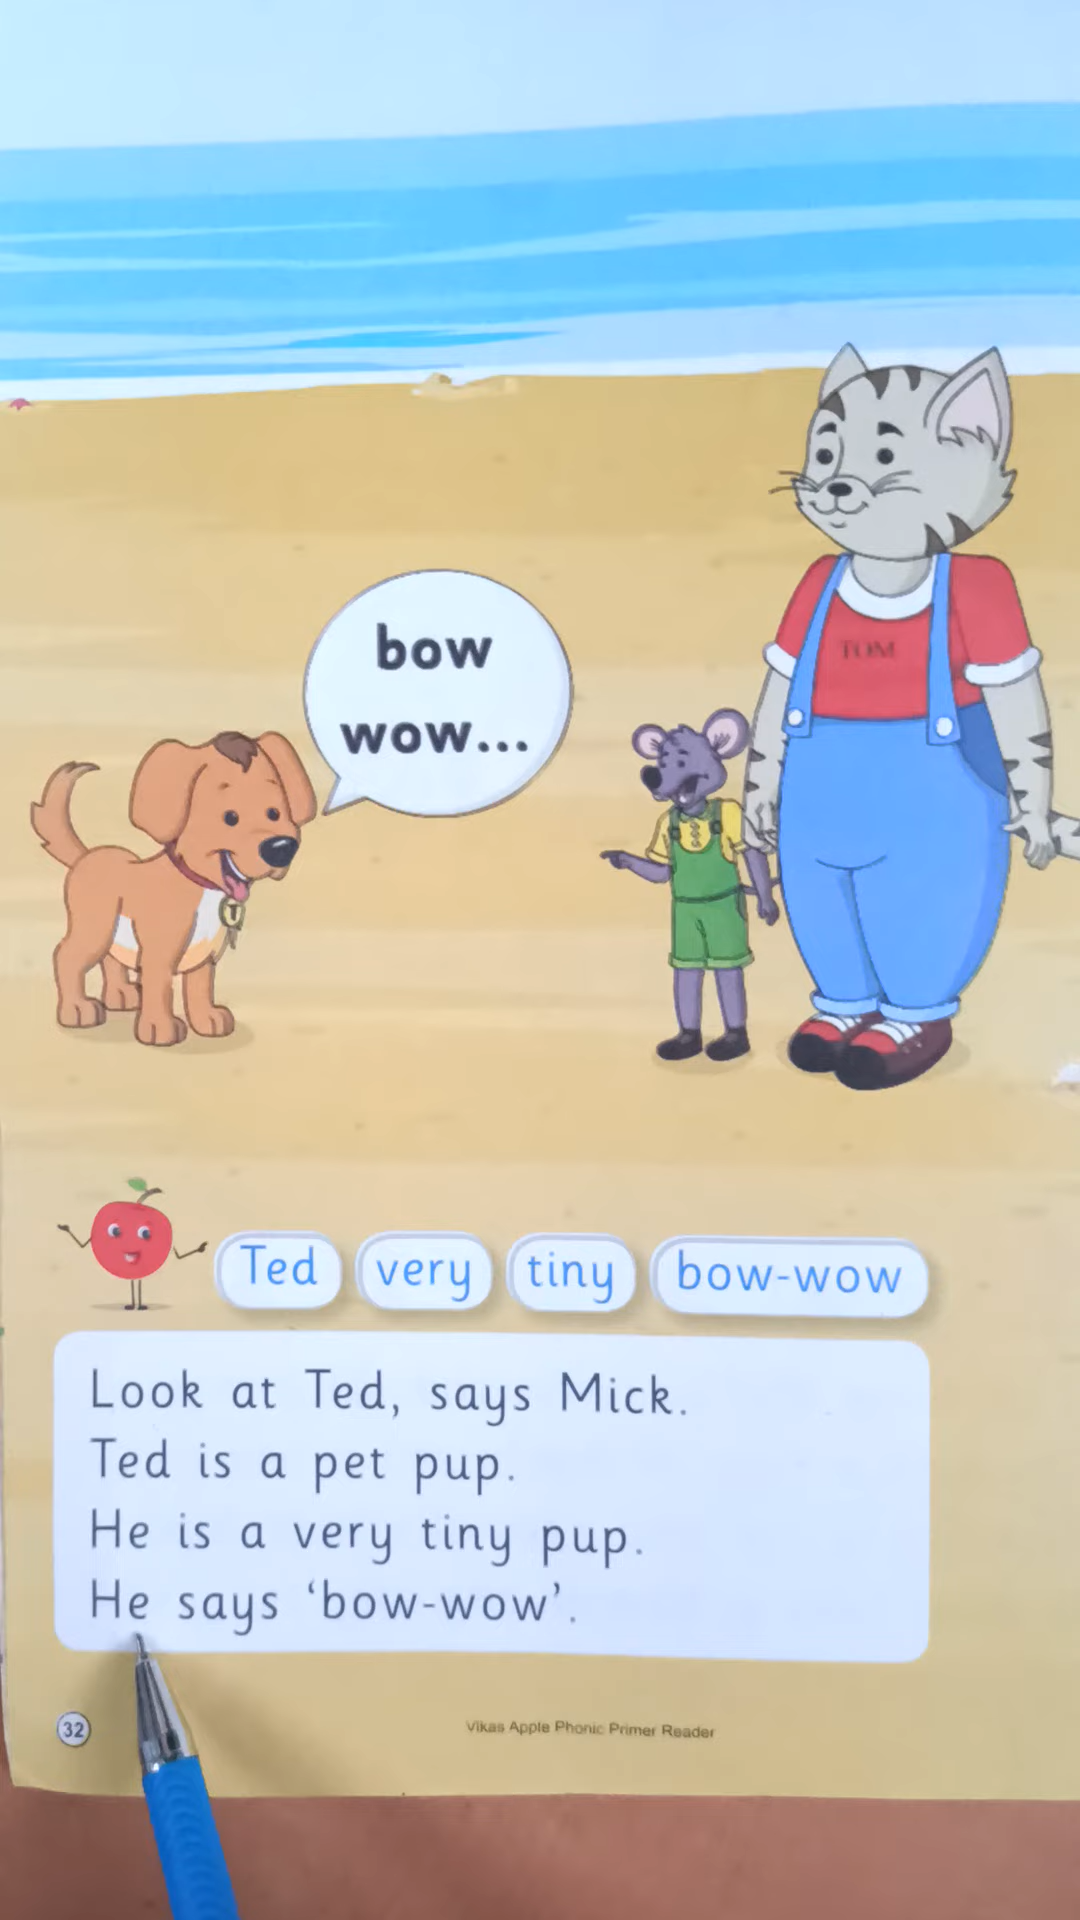 TOM
bow
wow...
T
Ted very tiny bow-wow
Look at Ted, says Mick.
Ted is a pet pup.
He is a very tiny pup.
He says ‘bow-wow’.
32 Vikas Apple Phonic Primer Reader